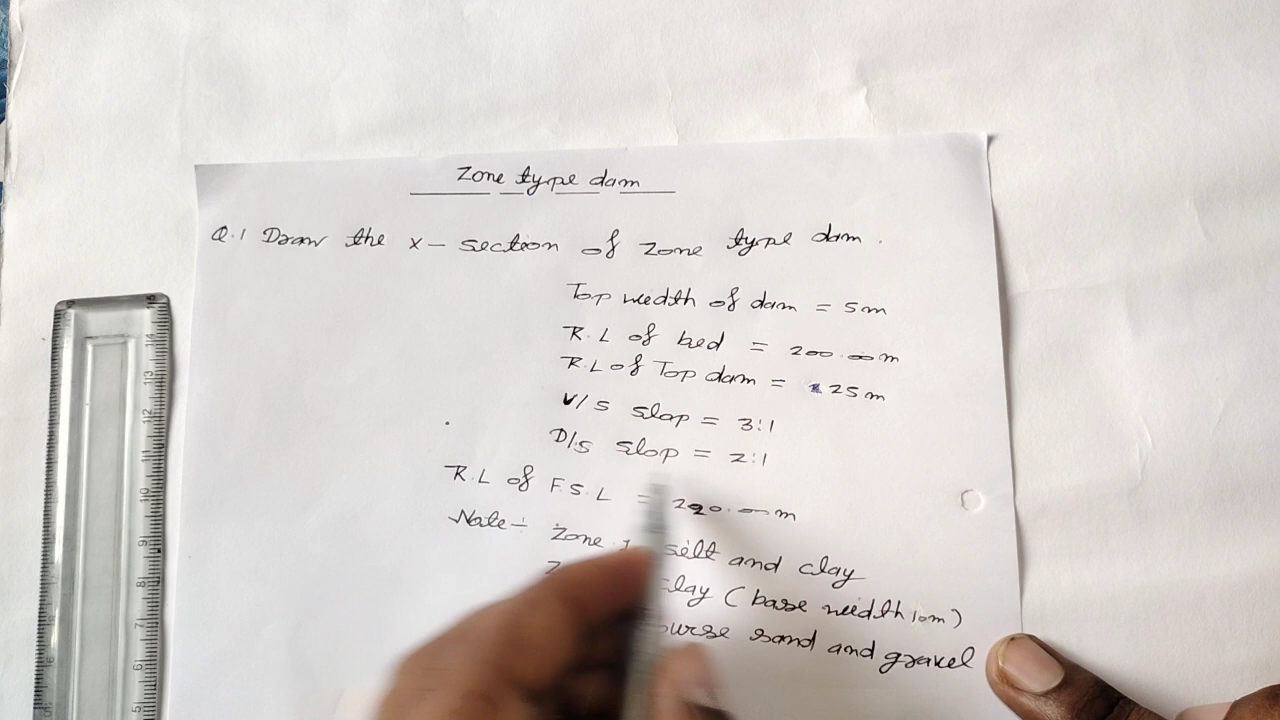 Zone type dam
Q.1 Draw the x- section of zone type dam.
Top width of dam = 5m
R.L of bed = 200.00m
R.L of Top dam = 25m
U/s slop = 3:1
D/s slop = 2:1
R.L of F.S.L = 220.00m
Note÷ Zone silt and clay
clay (base width 10m)
sand and gravel